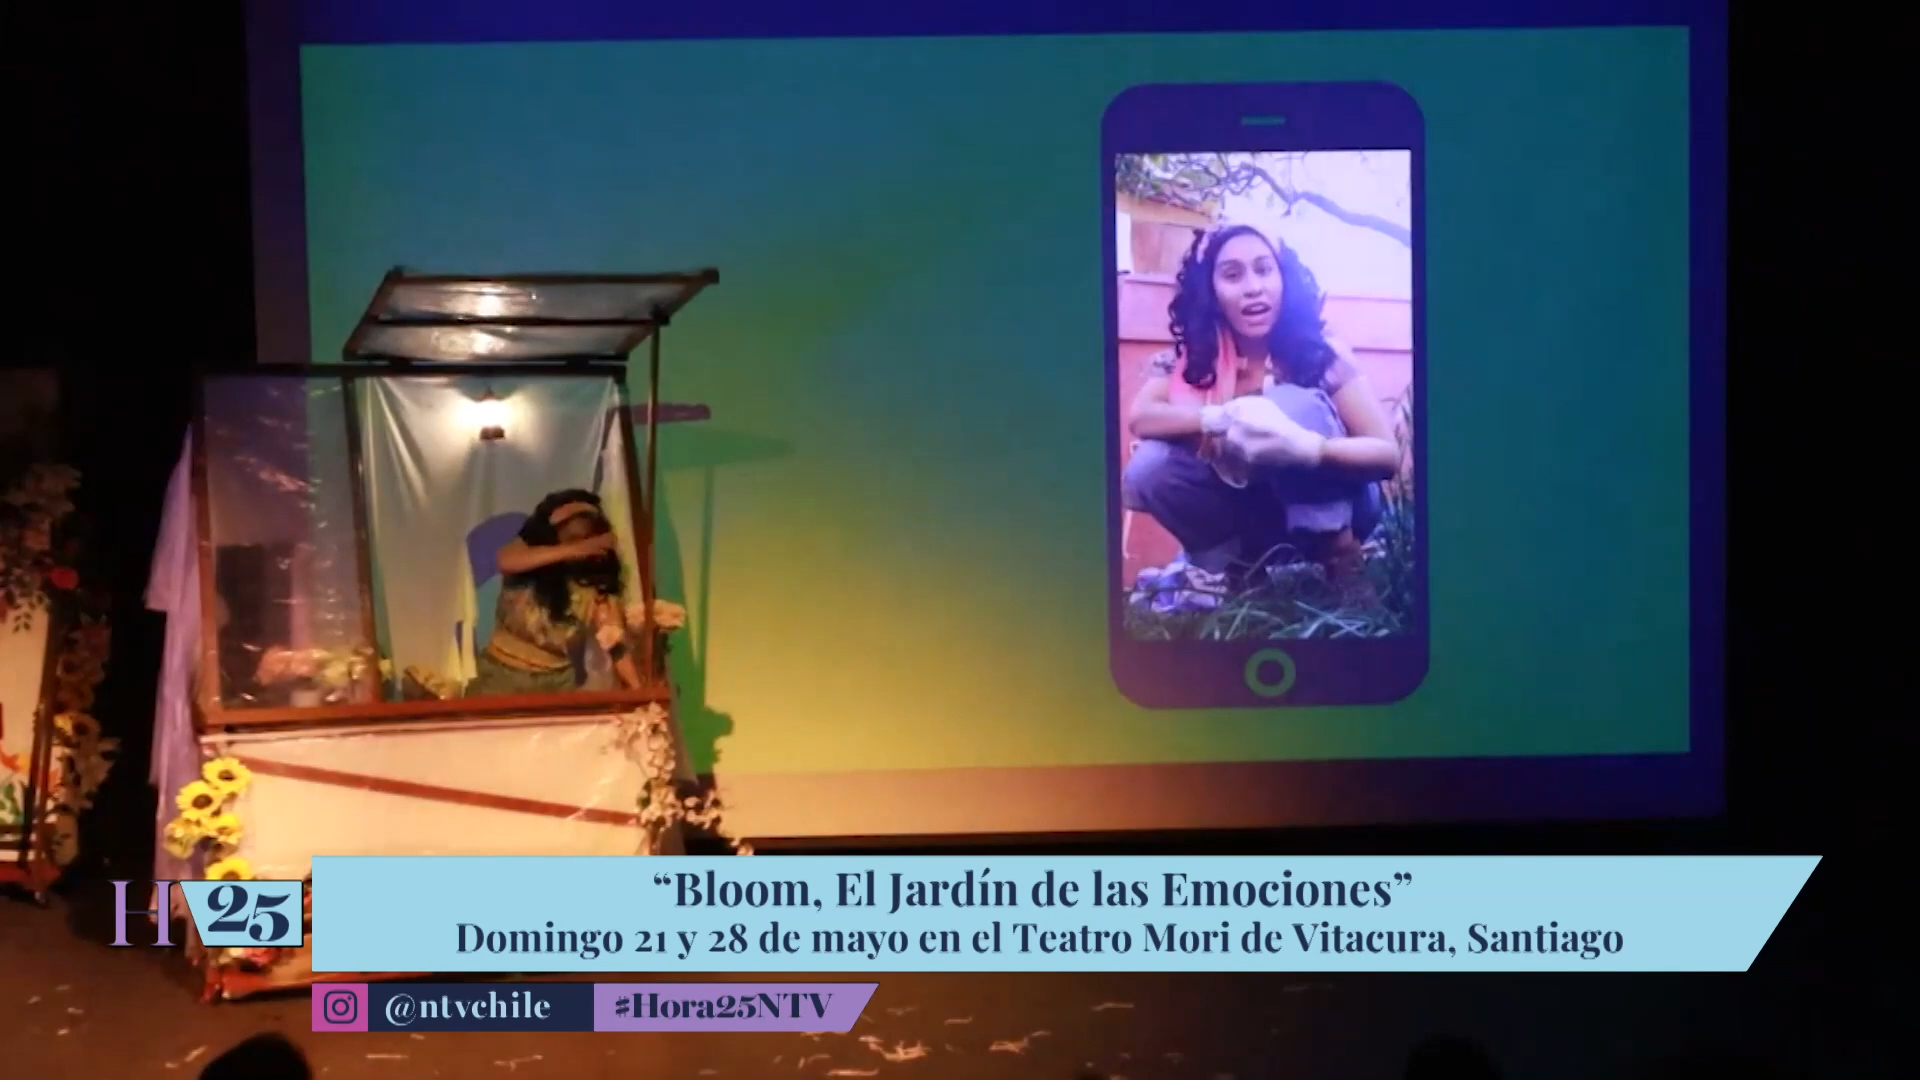 “Bloom, El Jardín de las Emociones”
H 25
Domingo 21 y 28 de mayo en el Teatro Mori de Vitacura, Santiago
@ntvchile #Hora25NTV